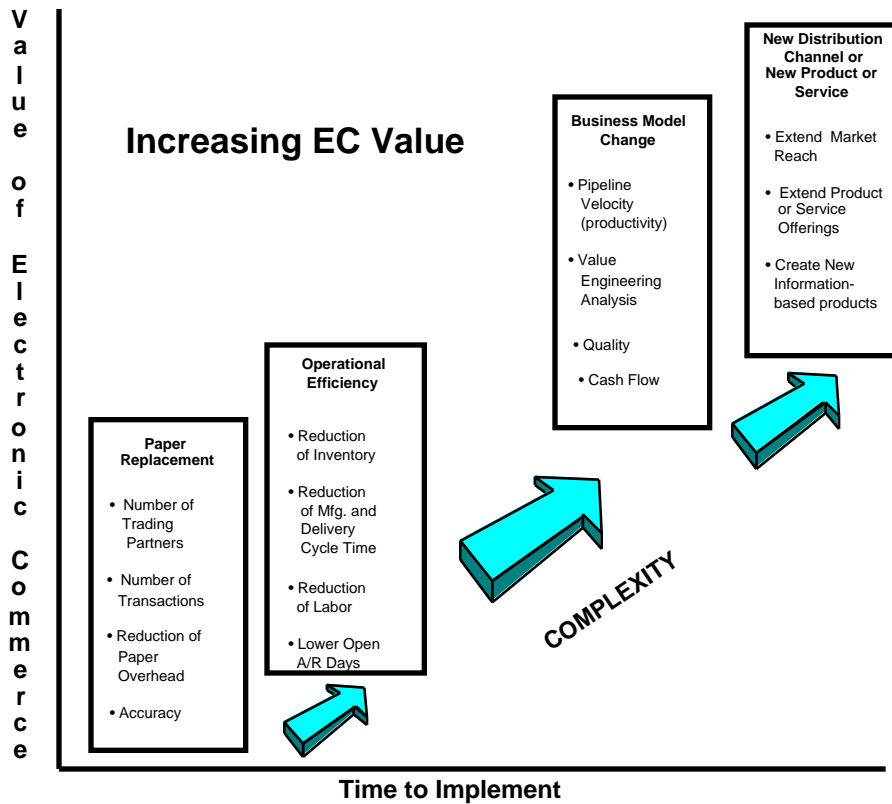 Value of Electronic Commerce
Increasing EC Value
Paper
Replacement
• Number of
Trading
Partners
• Number of
Transactions
• Reduction of
Paper
Overhead
• Accuracy
Operational
Efficiency
• Reduction
of Inventory
• Reduction
of Mfg. and
Delivery
Cycle Time
• Reduction
of Labor
• Lower Open
A/R Days
Business Model
Change
• Pipeline
Velocity
(productivity)
• Value
Engineering
Analysis
• Quality
• Cash Flow
New Distribution
Channel or
New Product or
Service
• Extend Market
Reach
• Extend Product
or Service
Offerings
• Create New
Information-
based products
COMPLEXITY
Time to Implement